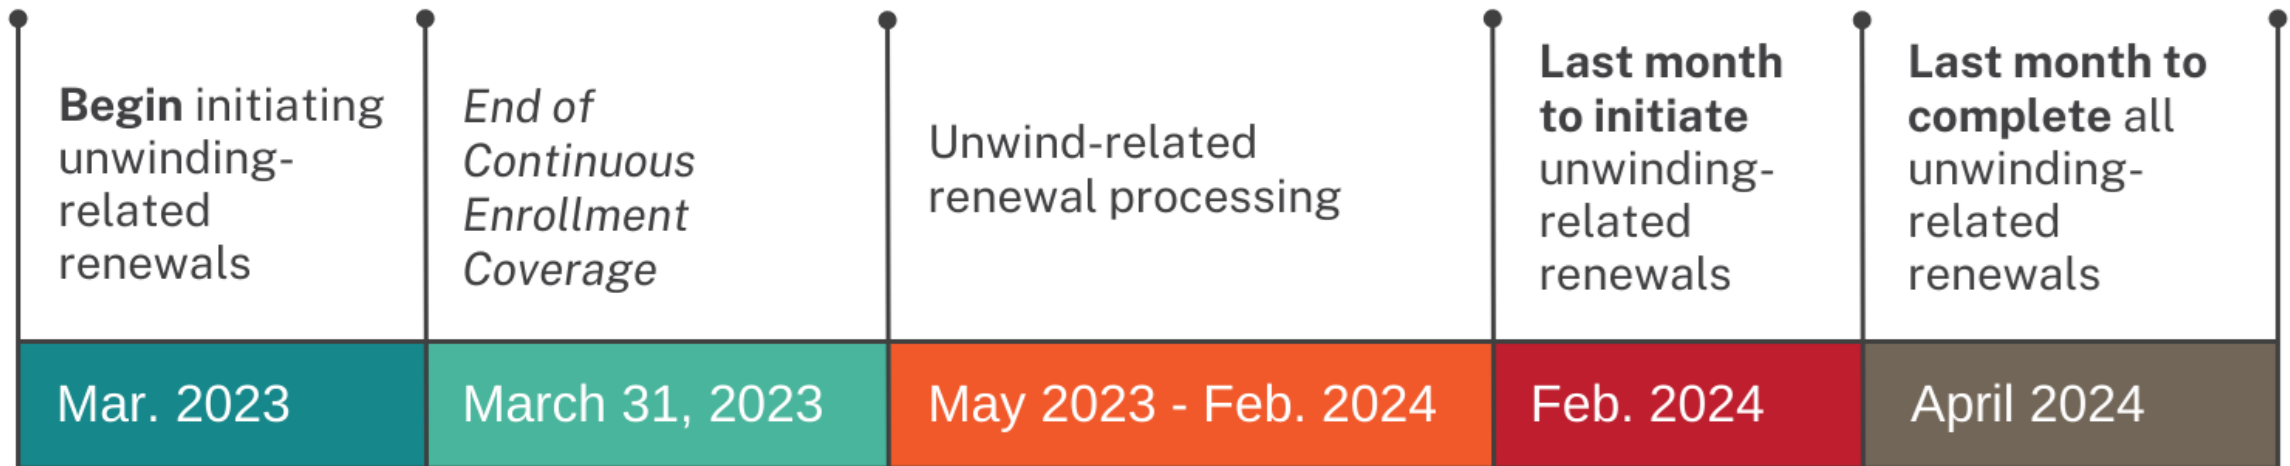 Begin initiating
unwinding-
related
renewals
Mar. 2023
End of
Continuous
Enrollment
Coverage
March 31, 2023
Unwind-related
renewal processing
May 2023 - Feb. 2024
Last month
to initiate
unwinding-
related
renewals
Feb. 2024
Last month to
complete all
unwinding-
related
renewals
April 2024